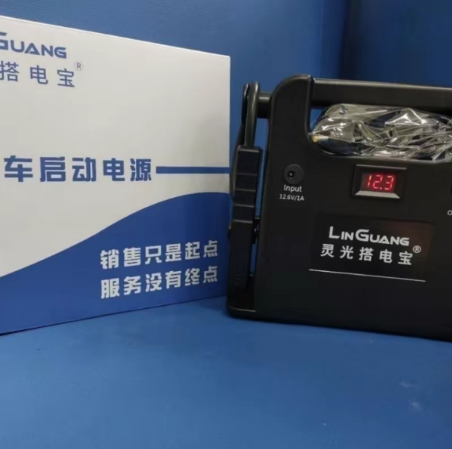 GUANG
搭电宝®
车启动电源
销售只是起点
服务没有终点
Input
12.6V/1A
12.3
LINGUANG
灵光搭电宝®